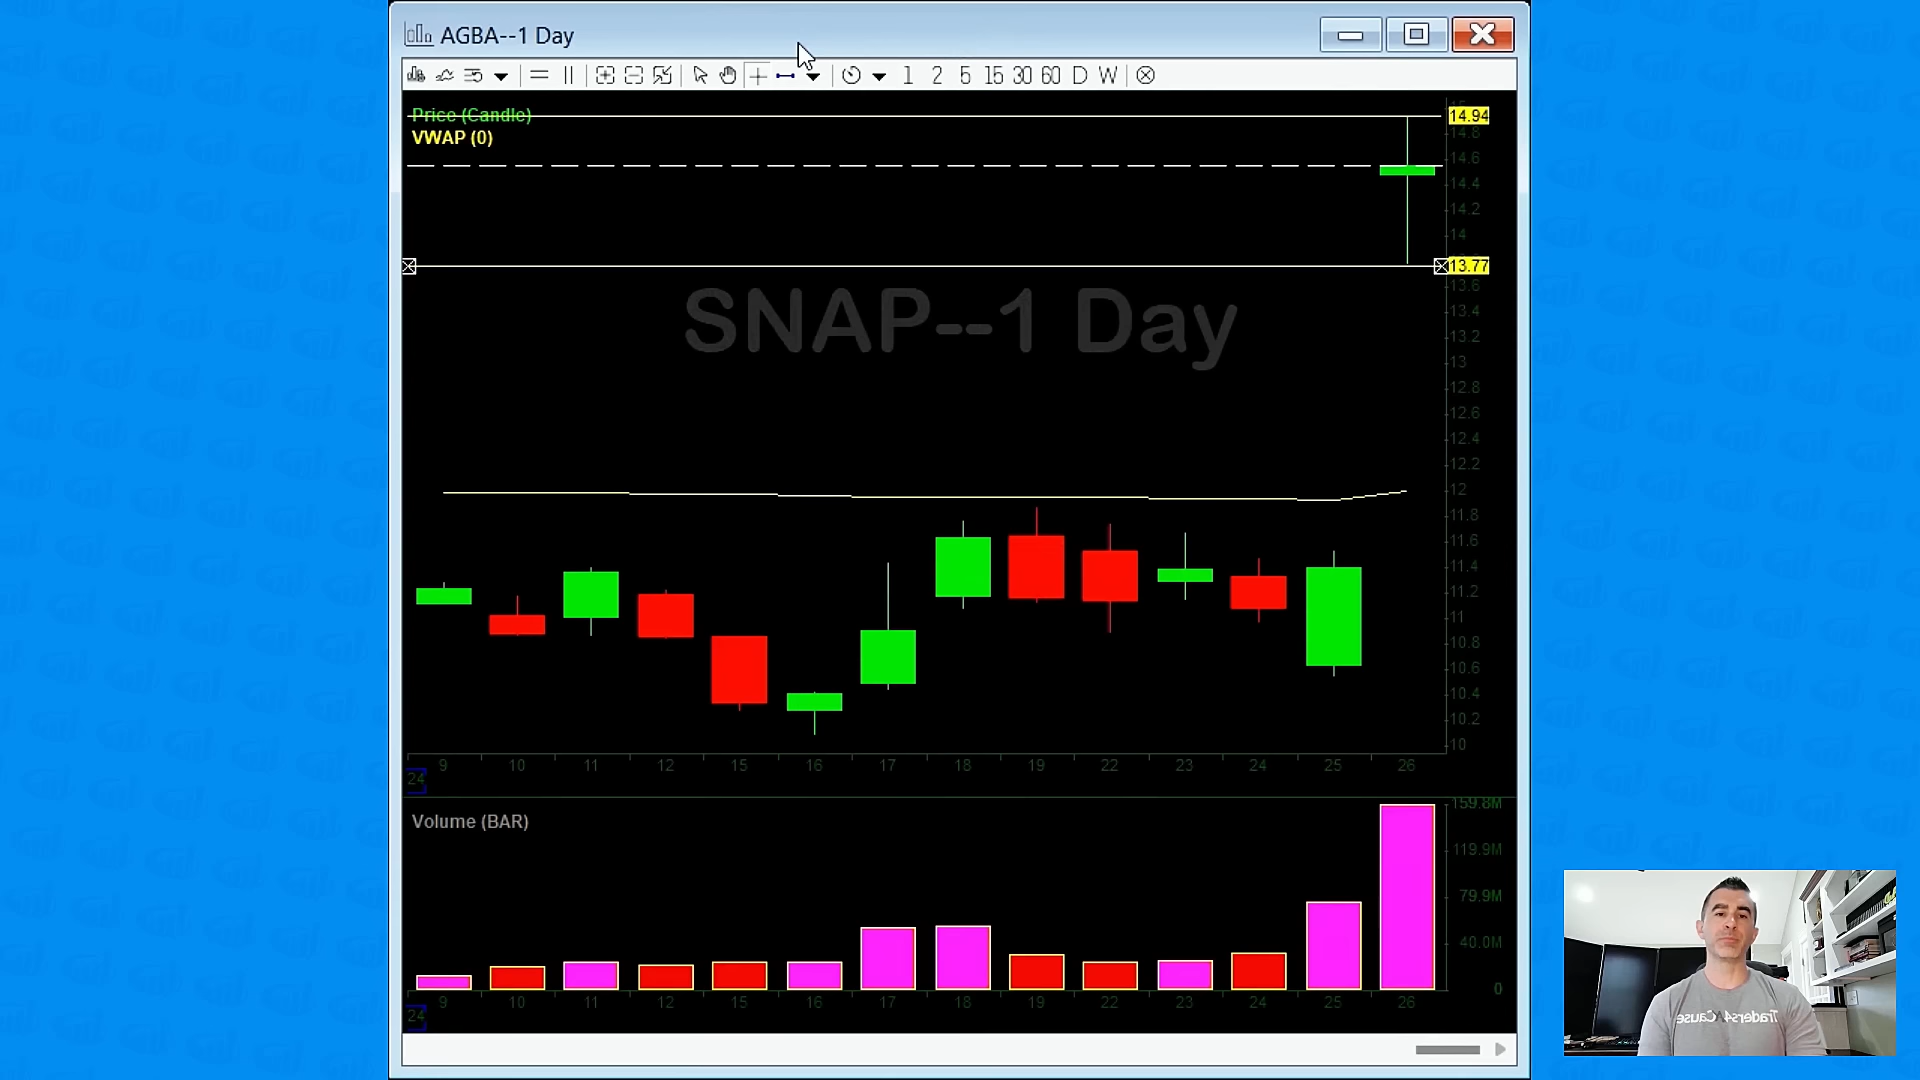 AGBA--1 Day
1 2 5 15 30 60 D W
Price (Candle)
VWAP (0)
14.94
14.8
14.6
14.4
14.2
14
13.77
13.6
13.4
13.2
13
12.8
12.6
12.4
12.2
12
11.8
11.6
11.4
11.2
11
10.8
10.6
10.4
10.2
10
SNAP--1 Day
9 10 11 12 15 16 17 18 19 22 23 24 25 26
24
Volume (BAR)
159.8M
119.9M
79.9M
40.0M
0
9 10 11 12 15 16 17 18 19 22 23 24 25 26
24
Traders4ACause